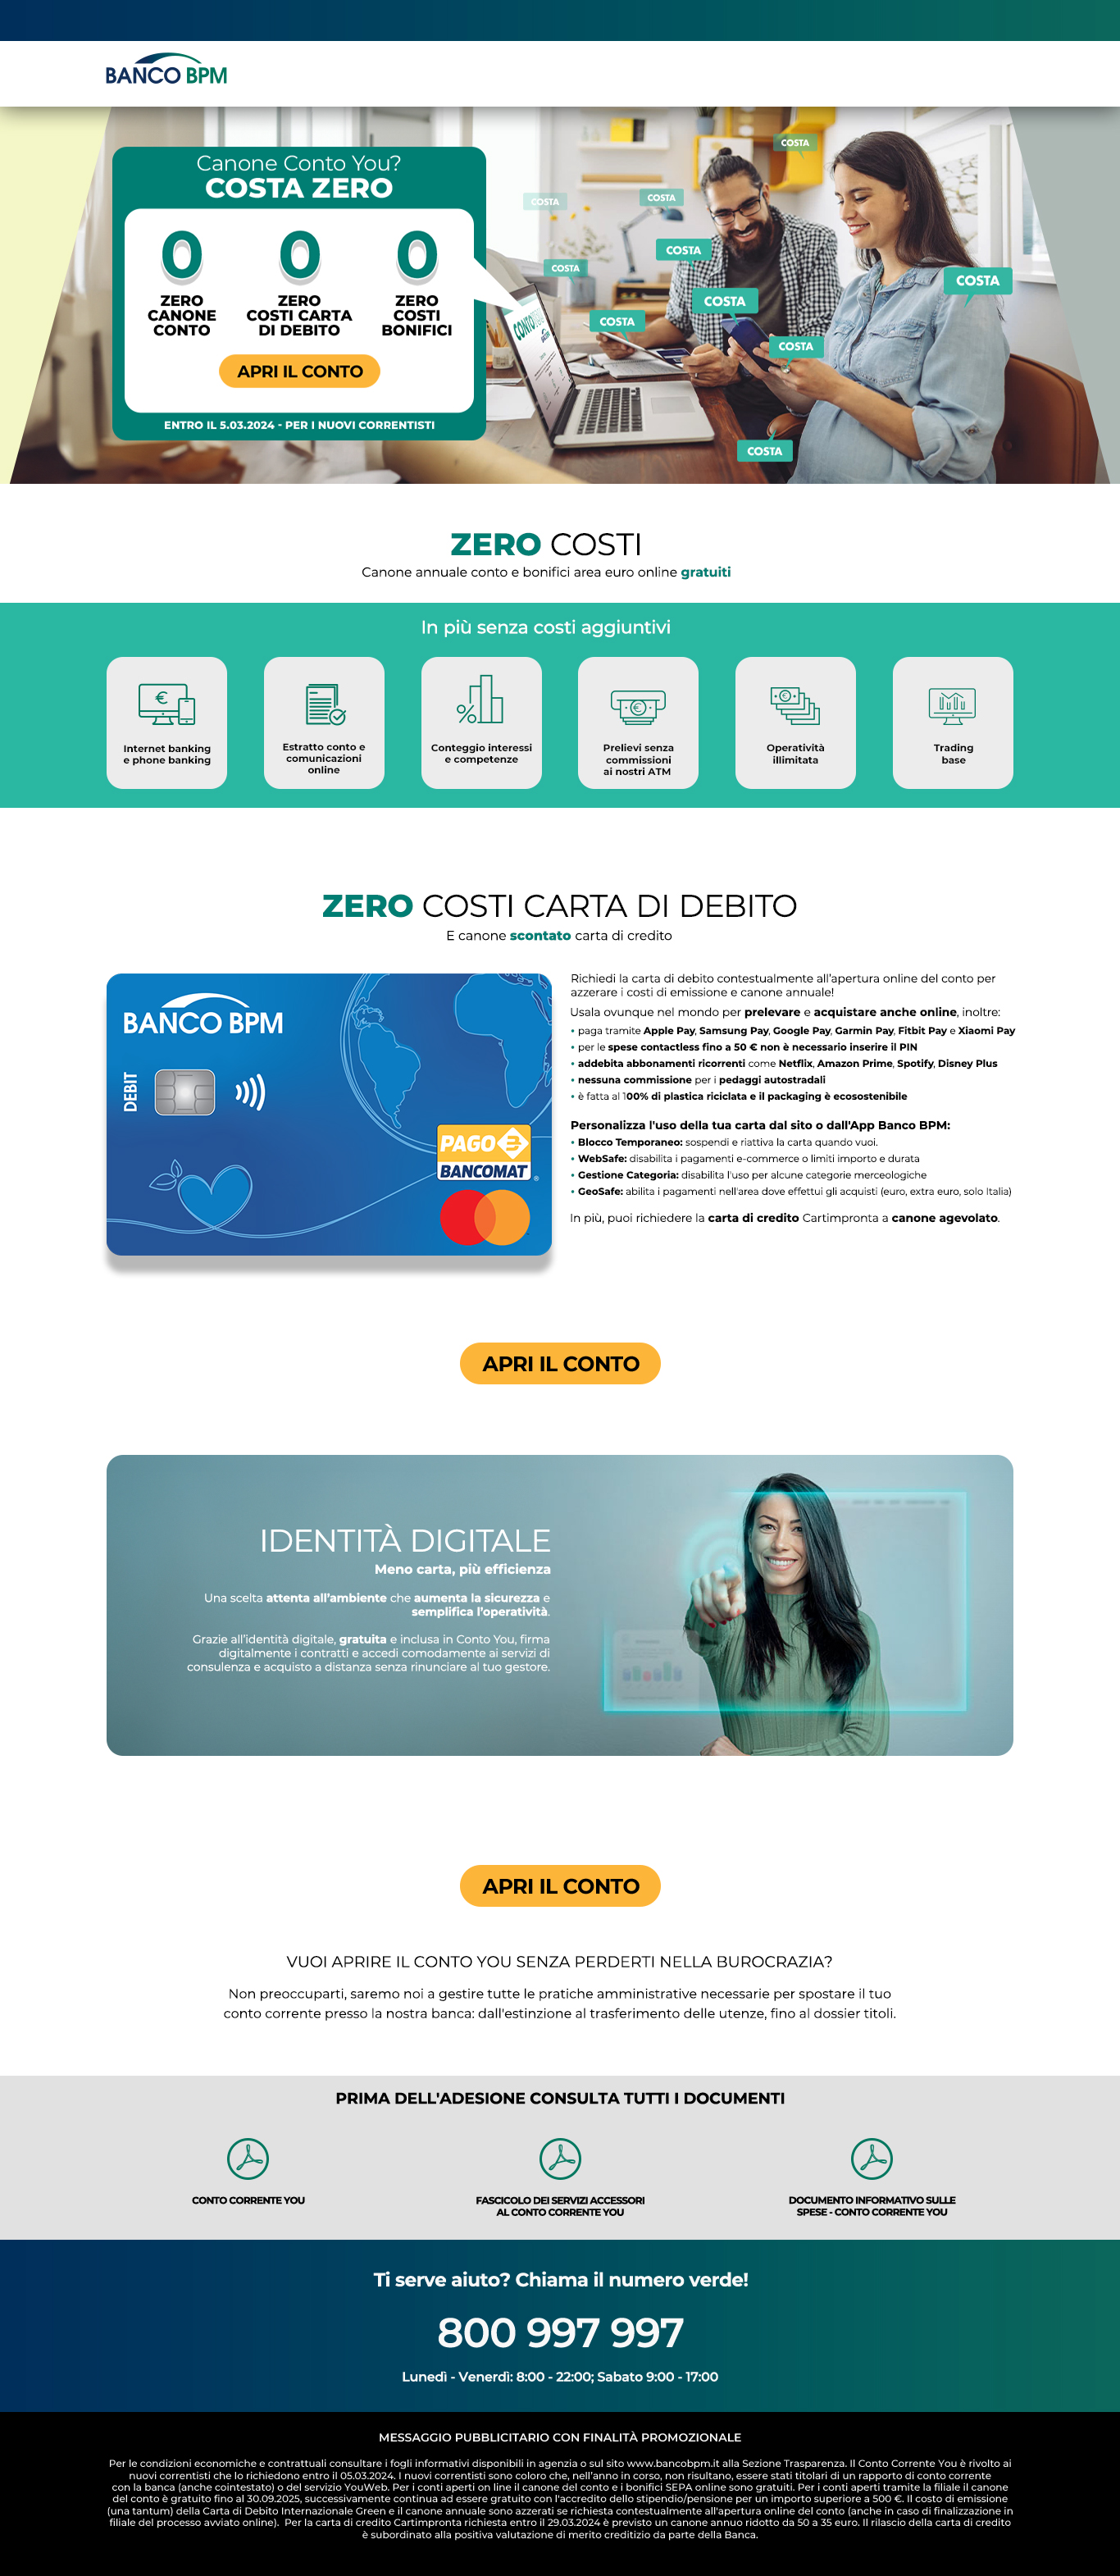 BANCO BPM
Canone Conto You?
COSTA ZERO
0 0 0
ZERO
CANONE
CONTO
ZERO
COSTI CARTA
DI DEBITO
ZERO
COSTI
BONIFICI
APRI IL CONTO
ENTRO IL 5.03.2024 - PER I NUOVI CORRENTISTI
COSTA
COSTA
COSTA
COSTA
COSTA
COSTA
COSTA
COSTA
COSTA
COSTA
ZERO COSTI
Canone annuale conto e bonifici area euro online gratuiti
In più senza costi aggiuntivi
Internet banking
e phone banking
Estratto conto e
comunicazioni
online
Conteggio interessi
e competenze
Prelievi senza
commissioni
ai nostri ATM
Operatività
illimitata
Trading
base
ZERO COSTI CARTA DI DEBITO
E canone scontato carta di credito
BANCO BPM
DEBIT
PAGO
BANCOMAT
Richiedi la carta di debito contestualmente all'apertura online del conto per
azzerare i costi di emissione e canone annuale!
Usala ovunque nel mondo per prelevare e acquistare anche online, inoltre:
• paga tramite Apple Pay, Samsung Pay, Google Pay, Garmin Pay, Fitbit Pay e Xiaomi Pay
• per le spese contactless fino a 50 € non è necessario inserire il PIN
• addebita abbonamenti ricorrenti come Netflix, Amazon Prime, Spotify, Disney Plus
• nessuna commissione per i pedaggi autostradali
• è fatta al 100% di plastica riciclata e il packaging è ecosostenibile
Personalizza l'uso della tua carta dal sito o dall'App Banco BPM:
• Blocco Temporaneo: sospendi e riattiva la carta quando vuoi.
• WebSafe: disabilita i pagamenti e-commerce o limiti importo e durata
• Gestione Categoria: disabilita l'uso per alcune categorie merceologiche
• GeoSafe: abilita i pagamenti nell'area dove effettui gli acquisti (euro, extra euro, solo Italia)
In più, puoi richiedere la carta di credito Cartimpronta a canone agevolato.
APRI IL CONTO
IDENTITÀ DIGITALE
Meno carta, più efficienza
Una scelta attenta all'ambiente che aumenta la sicurezza e
semplifica l'operatività.
Grazie all'identità digitale, gratuita e inclusa in Conto You, firma
digitalmente i contratti e accedi comodamente ai servizi di
consulenza e acquisto a distanza senza rinunciare al tuo gestore.
APRI IL CONTO
VUOI APRIRE IL CONTO YOU SENZA PERDERTI NELLA BUROCRAZIA?
Non preoccuparti, saremo noi a gestire tutte le pratiche amministrative necessarie per spostare il tuo
conto corrente presso la nostra banca: dall'estinzione al trasferimento delle utenze, fino al dossier titoli.
PRIMA DELL'ADESIONE CONSULTA TUTTI I DOCUMENTI
CONTO CORRENTE YOU
FASCICOLO DEI SERVIZI ACCESSORI
AL CONTO CORRENTE YOU
DOCUMENTO INFORMATIVO SULLE
SPESE - CONTO CORRENTE YOU
Ti serve aiuto? Chiama il numero verde!
800 997 997
Lunedì - Venerdì: 8:00 - 22:00; Sabato 9:00 - 17:00
MESSAGGIO PUBBLICITARIO CON FINALITÀ PROMOZIONALE
Per le condizioni economiche e contrattuali consultare i fogli informativi disponibili in agenzia o sul sito www.bancobpm.it alla Sezione Trasparenza. Il Conto Corrente You è rivolto ai
nuovi correntisti che lo richiedono entro il 05.03.2024. I nuovi correntisti sono coloro che, nell'anno in corso, non risultano, essere stati titolari di un rapporto di conto corrente
con la banca (anche cointestato) o del servizio YouWeb. Per i conti aperti on line il canone del conto e i bonifici SEPA online sono gratuiti. Per i conti aperti tramite la filiale il canone
del conto è gratuito fino al 30.09.2025, successivamente continua ad essere gratuito con l'accredito dello stipendio/pensione per un importo superiore a 500 €. Il costo di emissione
(una tantum) della Carta di Debito Internazionale Green e il canone annuale sono azzerati se richiesta contestualmente all'apertura online del conto (anche in caso di finalizzazione in
filiale del processo avviato online). Per la carta di credito Cartimpronta richiesta entro il 29.03.2024 è previsto un canone annuo ridotto da 50 a 35 euro. Il rilascio della carta di credito
è subordinato alla positiva valutazione di merito creditizio da parte della Banca.